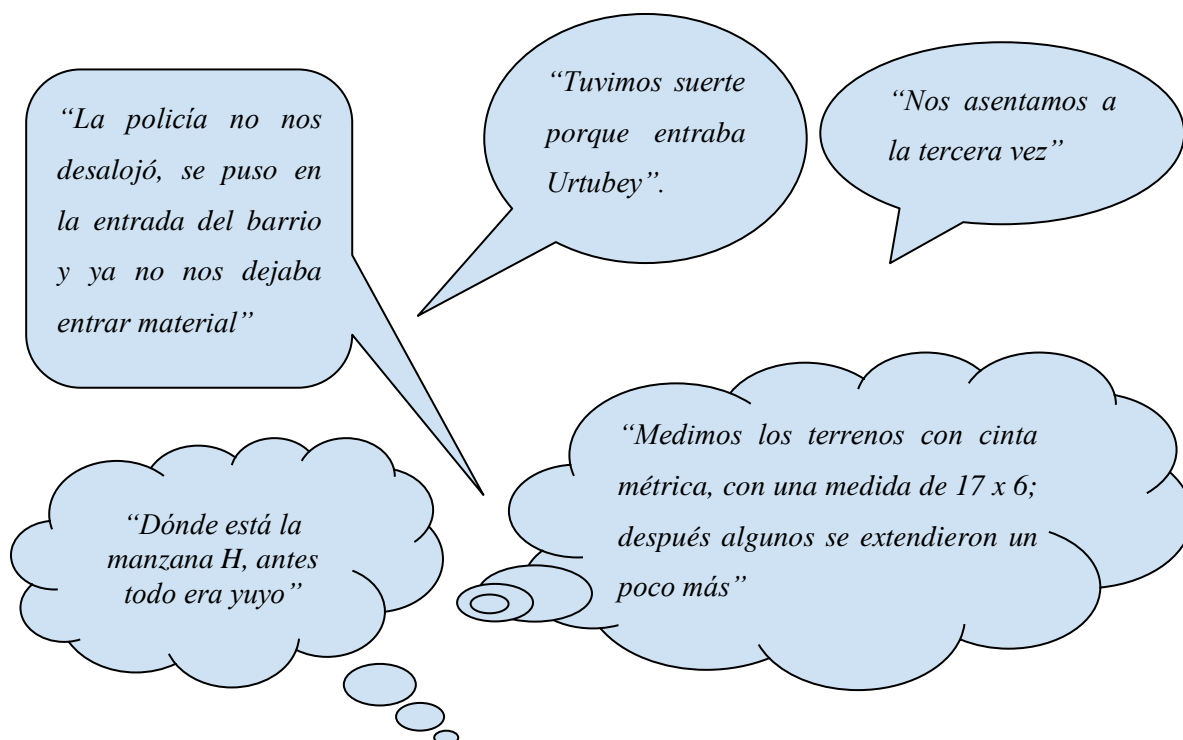 “La policía no nos
desalojó, se puso en
la entrada del barrio
y ya no nos dejaba
entrar material”
“Tuvimos suerte
porque entraba
Urtubey”.
“Nos asentamos a
la tercera vez”
“Dónde está la
manzana H, antes
todo era yuyo”
“Medimos los terrenos con cinta
métrica, con una medida de 17 x 6;
después algunos se extendieron un
poco más”